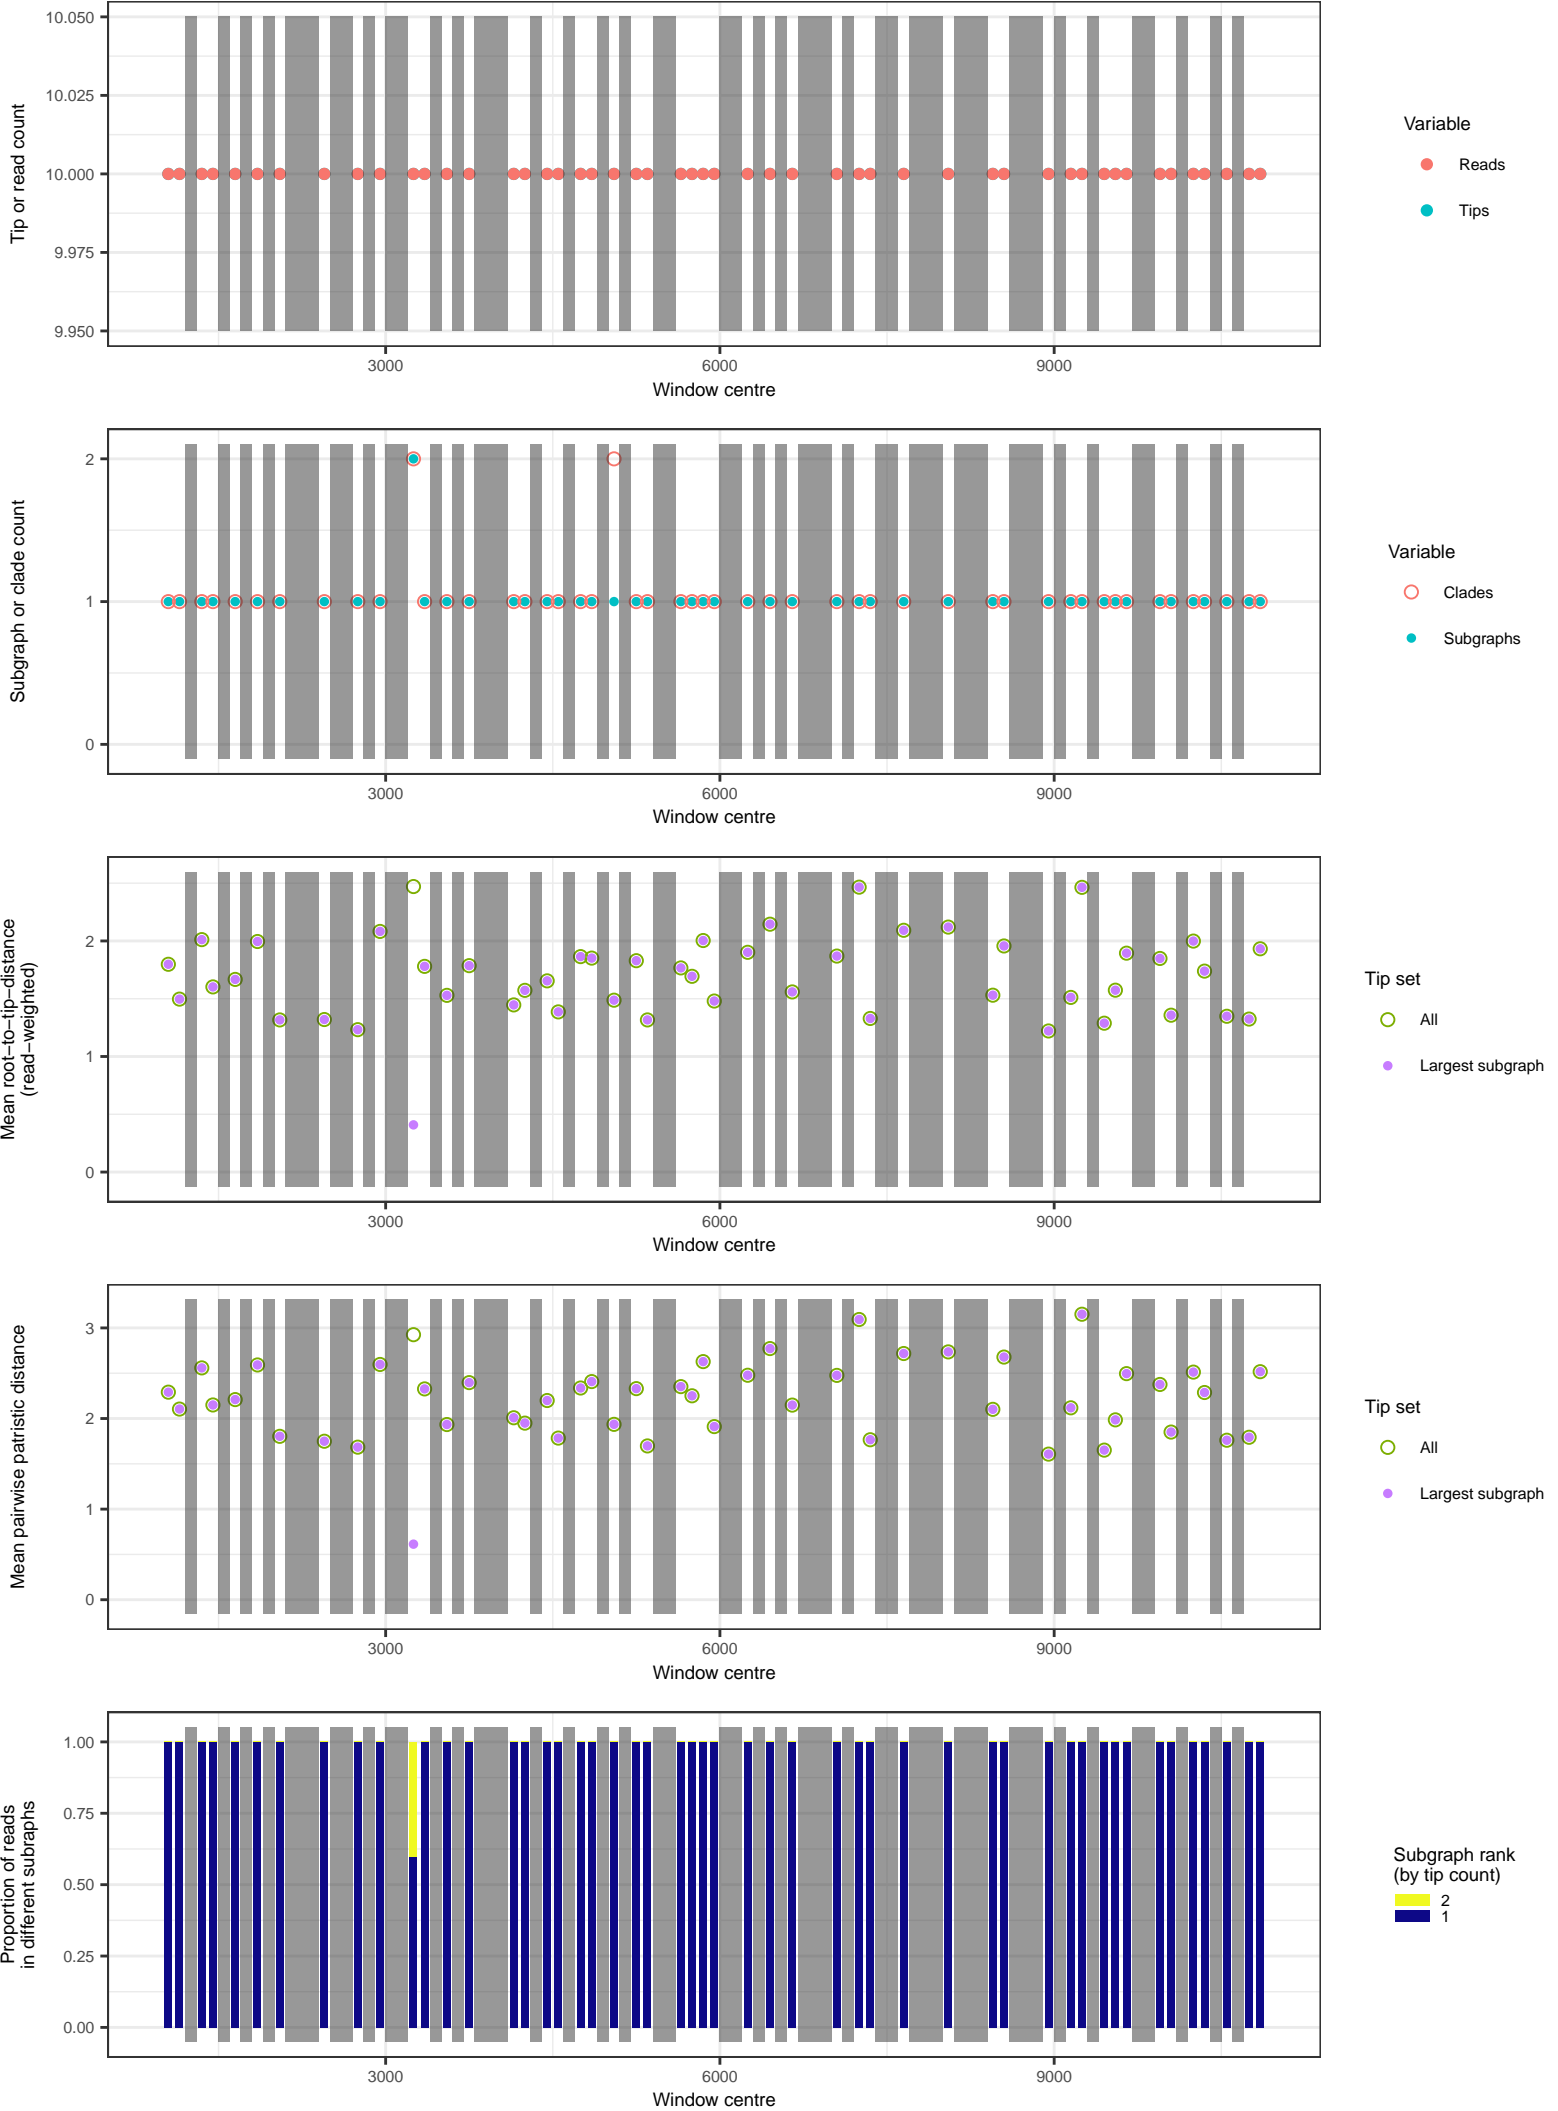 10.050
10.025
10.000
9.975
9.950
Tip or read count
3000
6000
9000
Window centre
Variable
Reads
Tips
2
1
0
Subgraph or clade count
3000
6000
9000
Window centre
Variable
Clades
Subgraphs
2
1
0
Mean root−to−tip−distance
(read−weighted)
3000
6000
9000
Window centre
Tip set
All
Largest subgraph
3
2
1
0
Mean pairwise patristic distance
3000
6000
9000
Window centre
Tip set
All
Largest subgraph
1.00
0.75
0.50
0.25
0.00
Proportion of reads
in different subraphs
3000
6000
9000
Window centre
Subgraph rank
(by tip count)
2
1